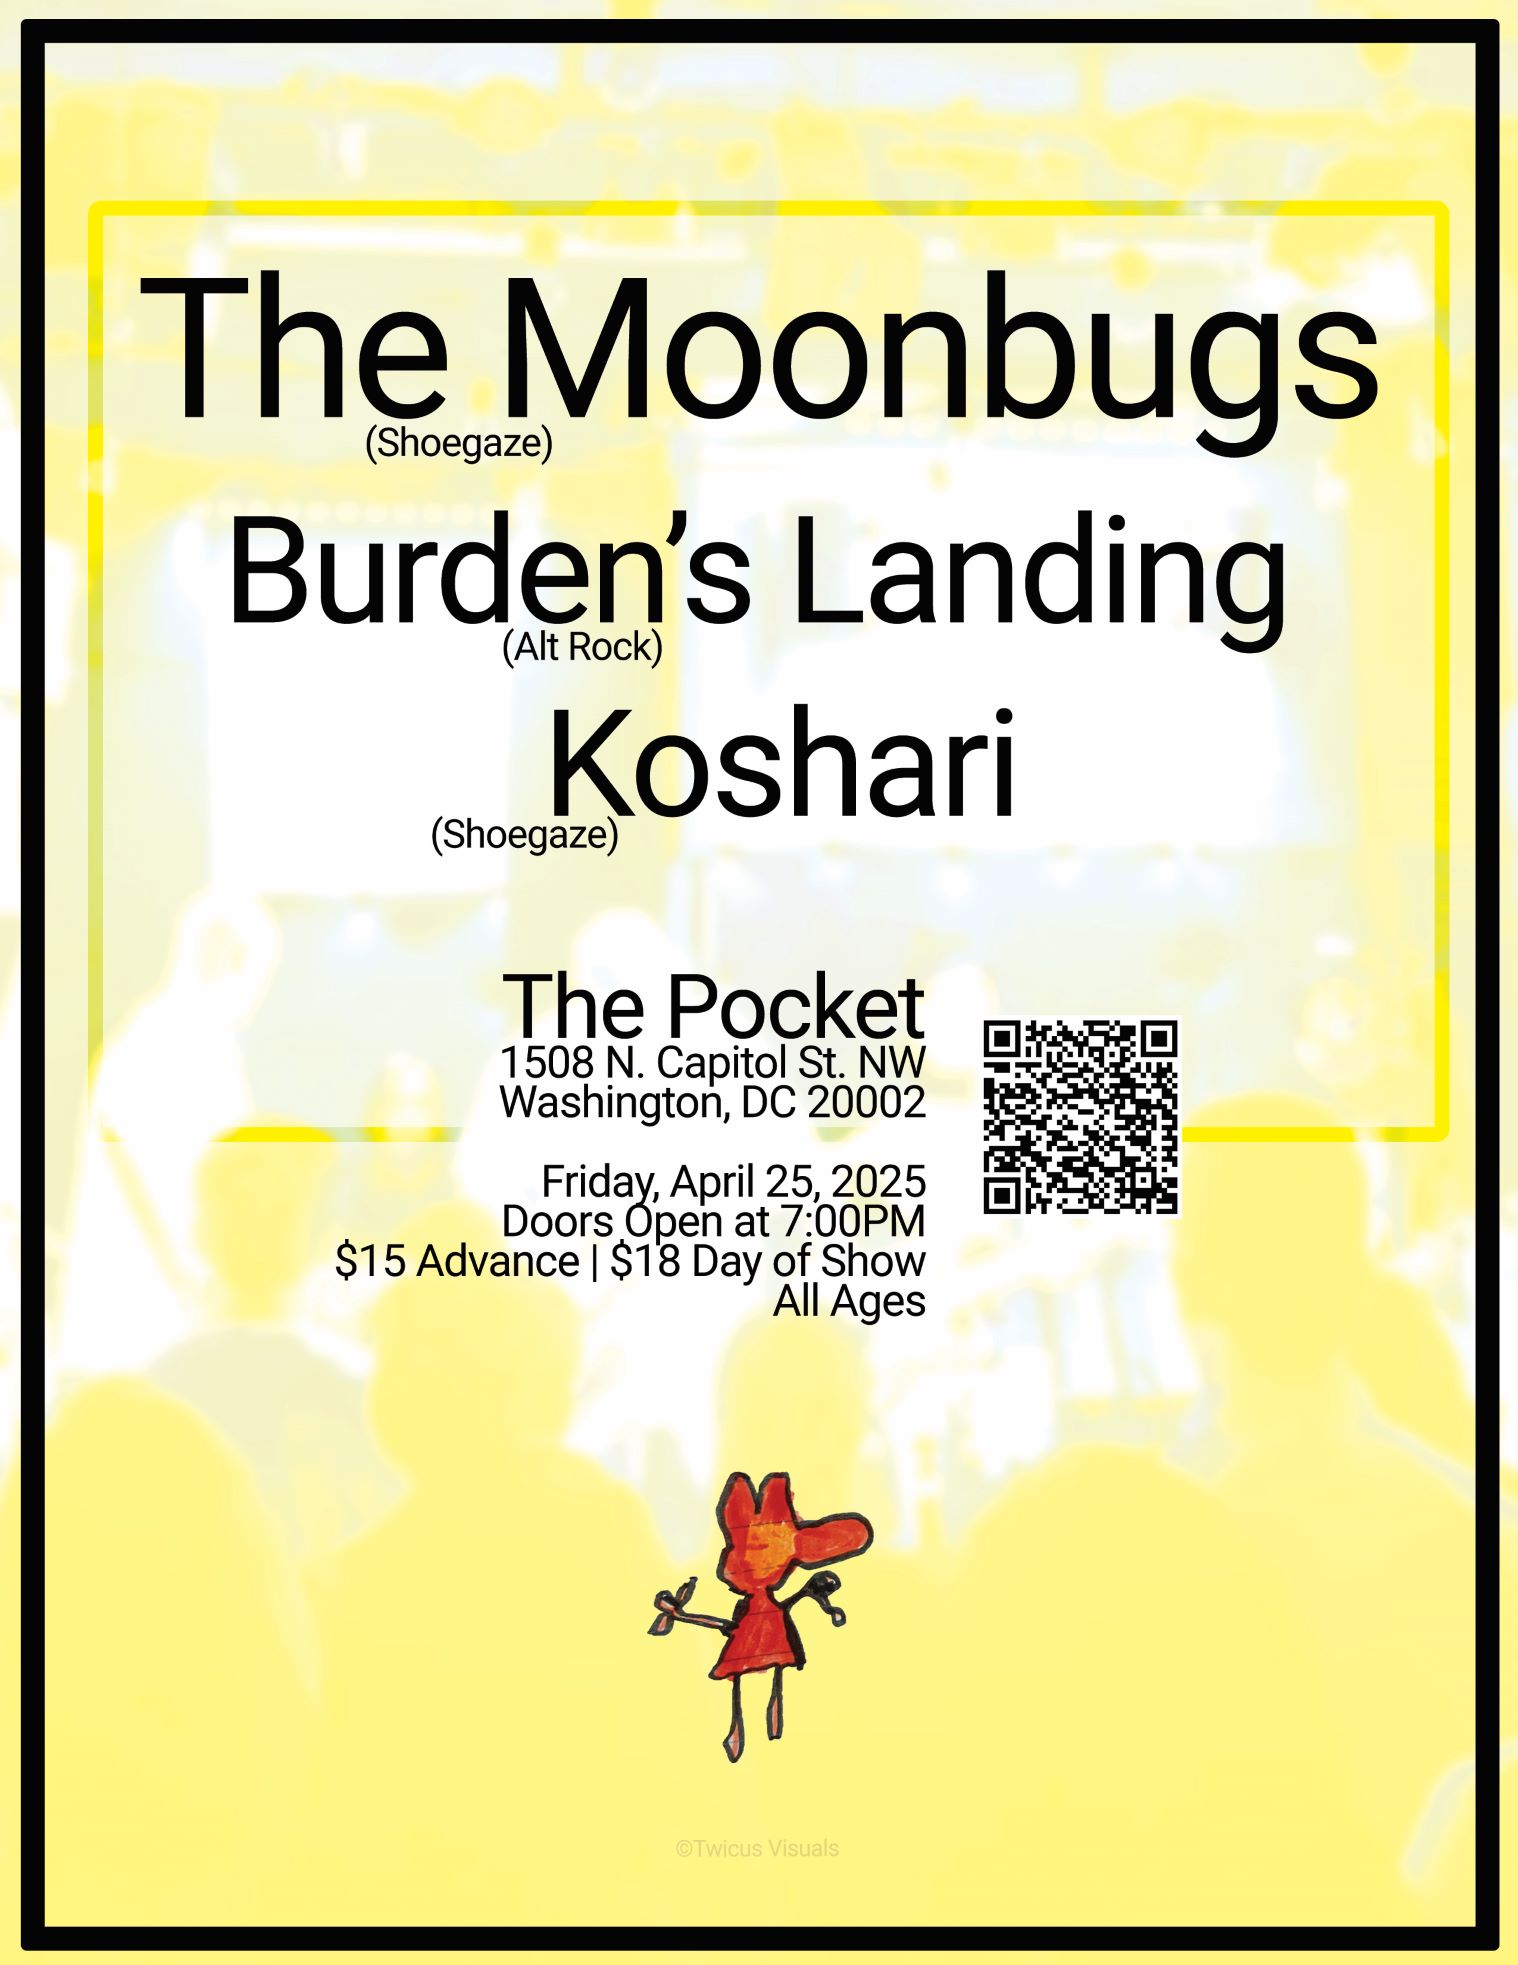 The Moonbugs
(Shoegaze)
Burden’s Landing
(Alt Rock)
Koshari
(Shoegaze)
The Pocket
1508 N. Capitol St. NW
Washington, DC 20002
Friday, April 25, 2025
Doors Open at 7:00PM
$15 Advance | $18 Day of Show
All Ages
©Twicus Visuals